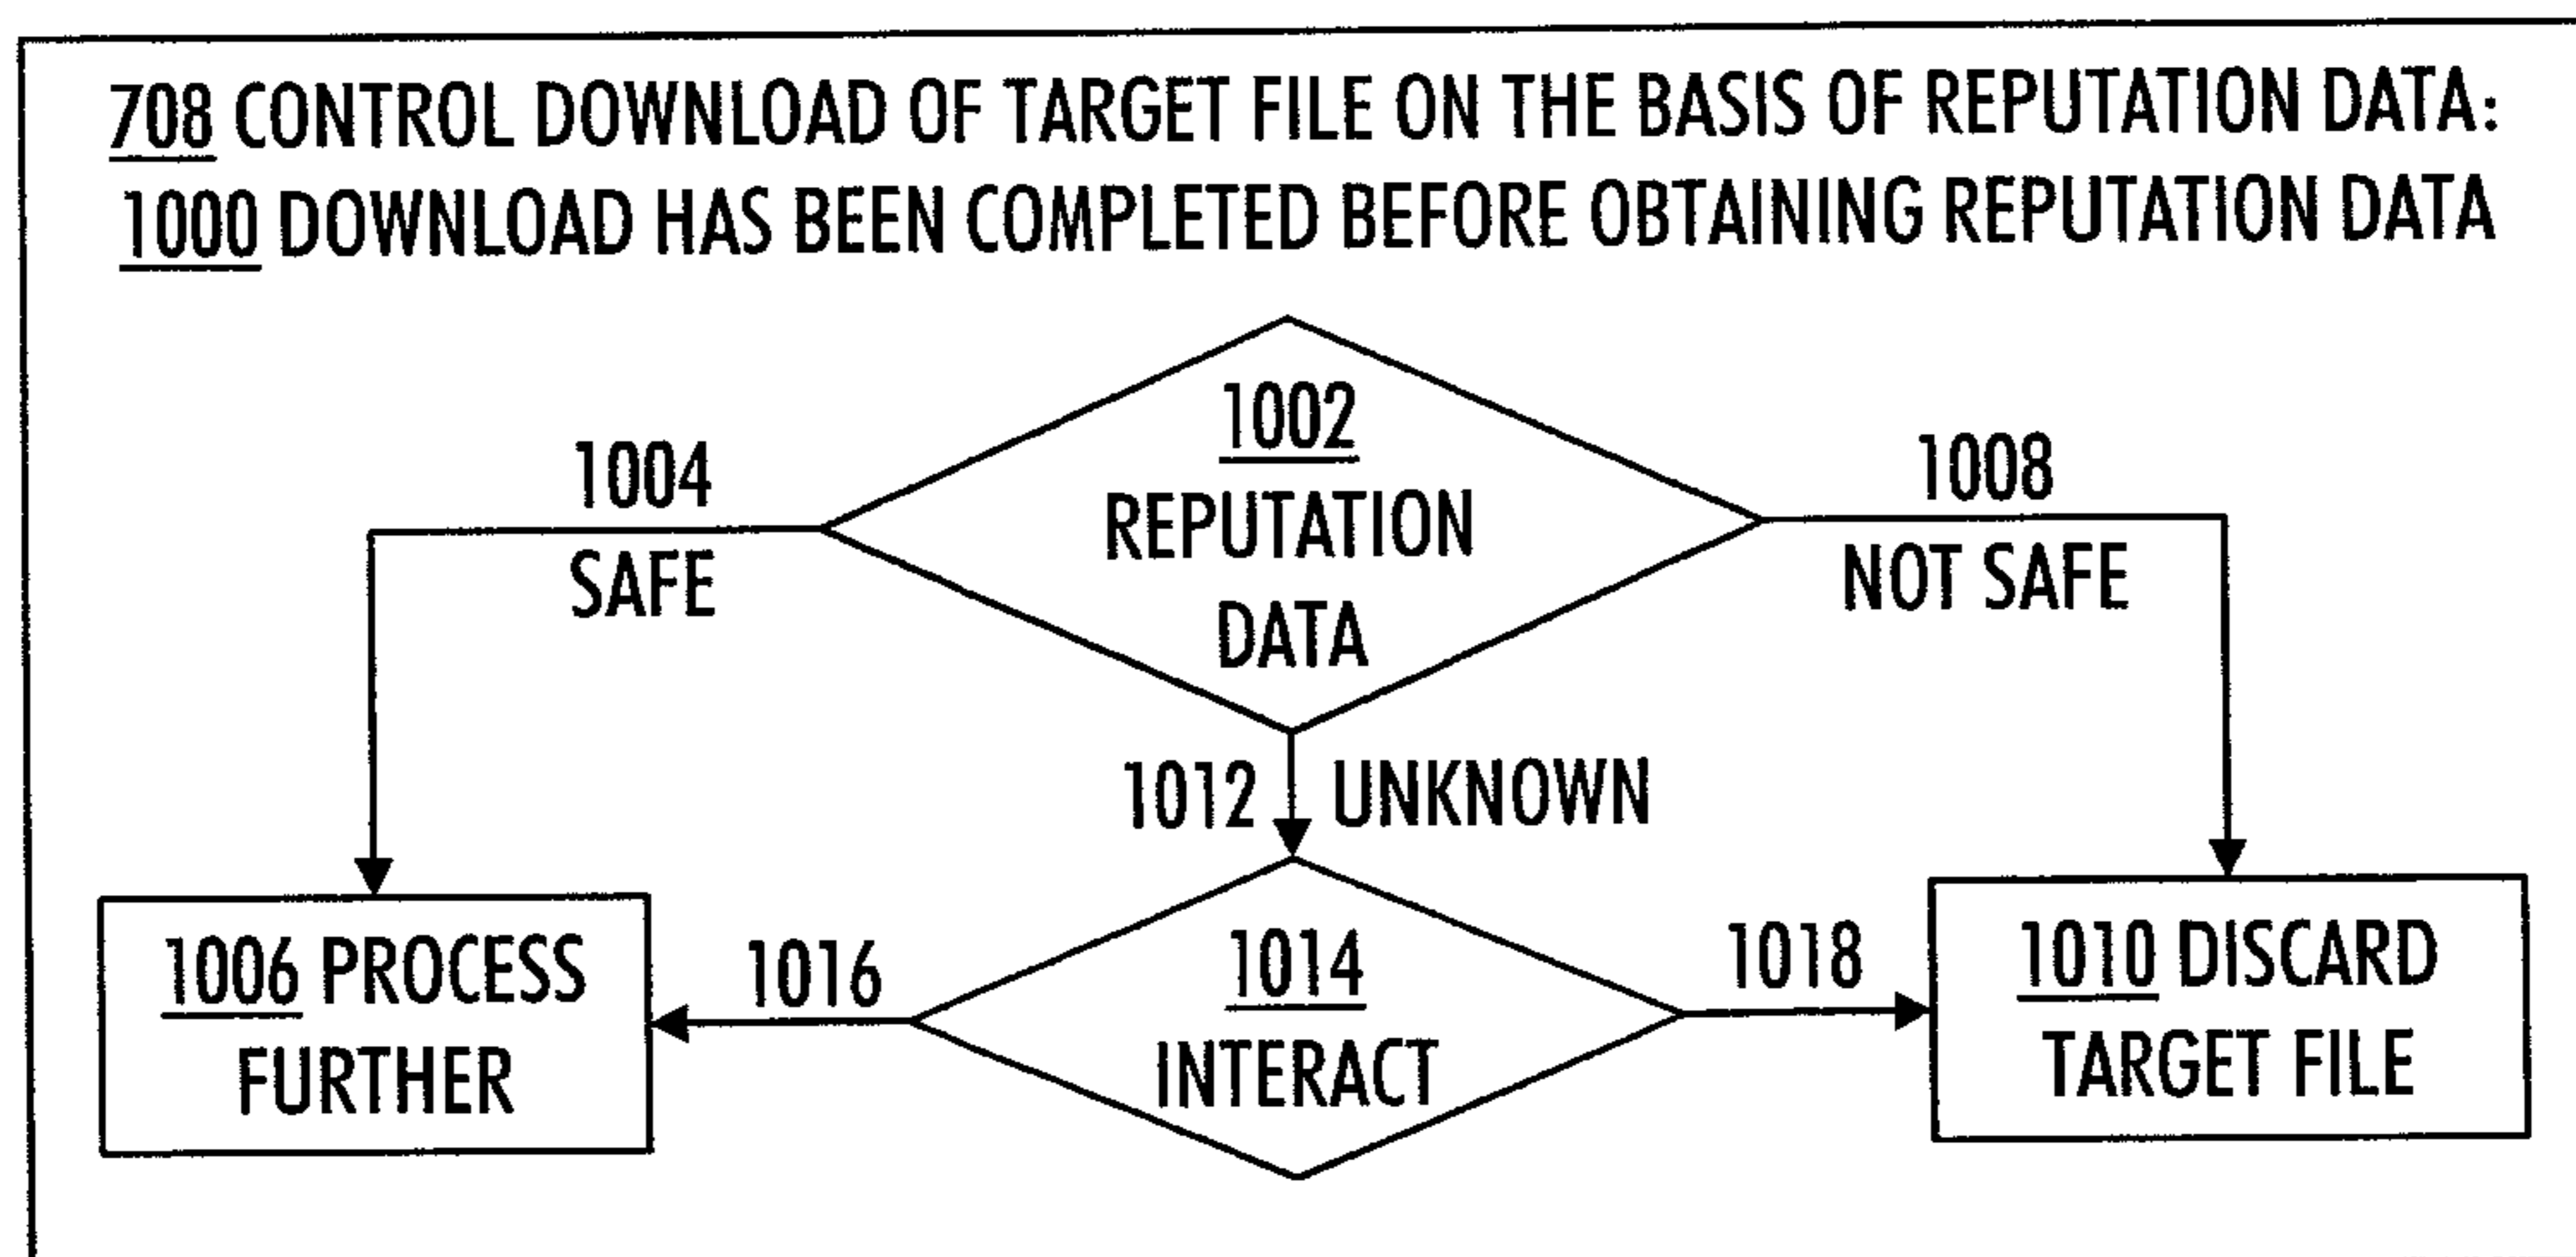 708 CONTROL DOWNLOAD OF TARGET FILE ON THE BASIS OF REPUTATION DATA:
1000 DOWNLOAD HAS BEEN COMPLETED BEFORE OBTAINING REPUTATION DATA
1002
REPUTATION
DATA
1004
SAFE
1008
NOT SAFE
1012 UNKNOWN
1006 PROCESS
FURTHER
1016
1014
INTERACT
1018
1010 DISCARD
TARGET FILE